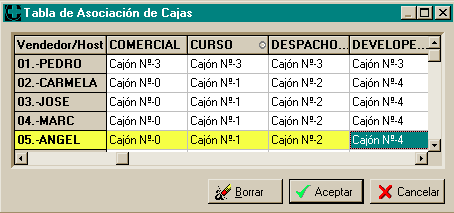 Tabla de Asociación de Cajas
Vendedor/Host COMERCIAL CURSO DESPACHO... DEVELOPE...
01.-PEDRO Cajón Nº-3 Cajón Nº-3 Cajón Nº-3 Cajón Nº-3
02.-CARMELA Cajón Nº-0 Cajón Nº-1 Cajón Nº-2 Cajón Nº-4
03.-JOSE Cajón Nº-0 Cajón Nº-1 Cajón Nº-2 Cajón Nº-4
04.-MARC Cajón Nº-0 Cajón Nº-1 Cajón Nº-2 Cajón Nº-4
05.-ANGEL Cajón Nº-0 Cajón Nº-1 Cajón Nº-2 Cajón Nº-4
Borrar Aceptar Cancelar